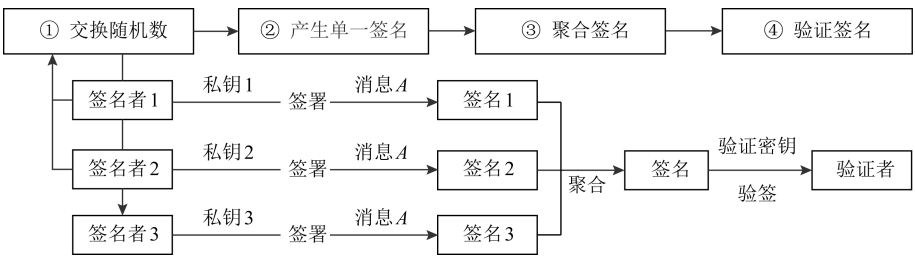 ① 交换随机数
② 产生单一签名
③ 聚合签名
④ 验证签名
签名者1
私钥1
签署
消息A
签名1
签名者2
私钥2
签署
消息A
签名2
聚合
签名
验证密钥
验签
验证者
签名者3
私钥3
签署
消息A
签名3